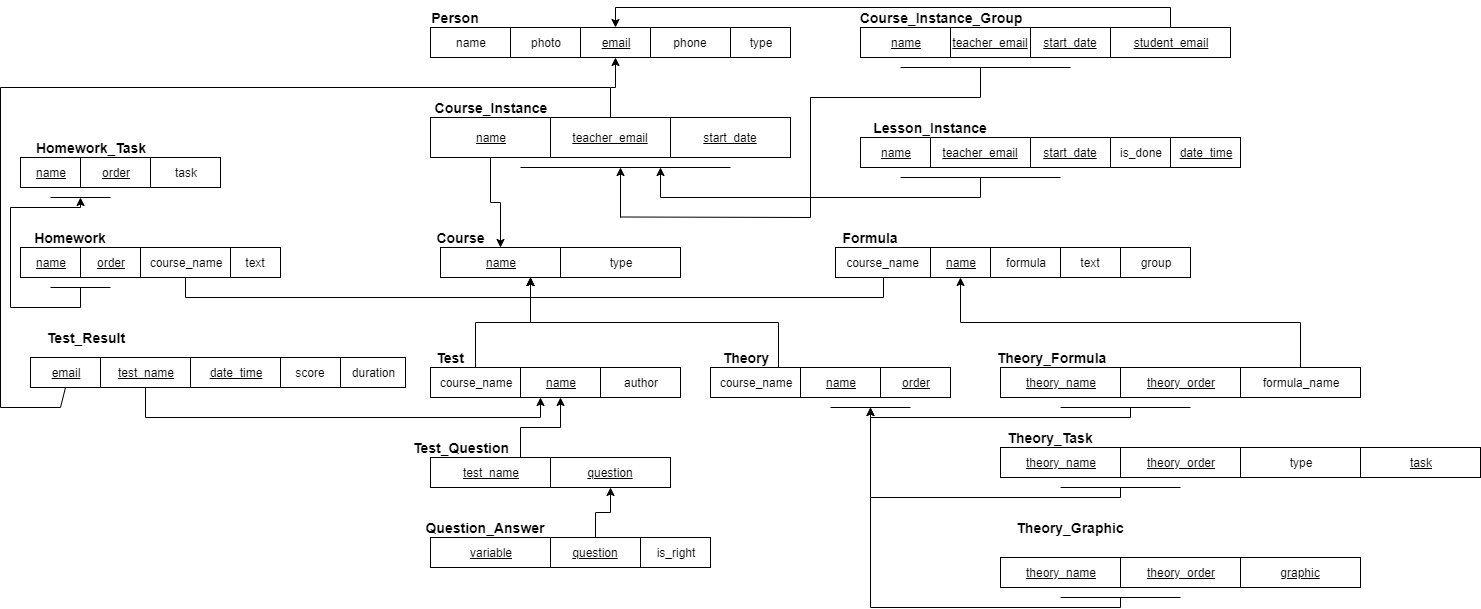 Person
name photo email phone type
Course_Instance_Group
name teacher_email start_date student_email
Course_Instance
name teacher_email start_date
Lesson_Instance
name teacher_email start_date is_done date_time
Homework_Task
name order task
Homework
name order course_name text
Course
name type
Formula
course_name name formula text group
Test_Result
email test_name date_time score duration
Test
course_name name author
Theory
course_name name order
Theory_Formula
theory_name theory_order formula_name
Test_Question
test_name question
Theory_Task
theory_name theory_order type task
Question_Answer
variable question is_right
Theory_Graphic
theory_name theory_order graphic